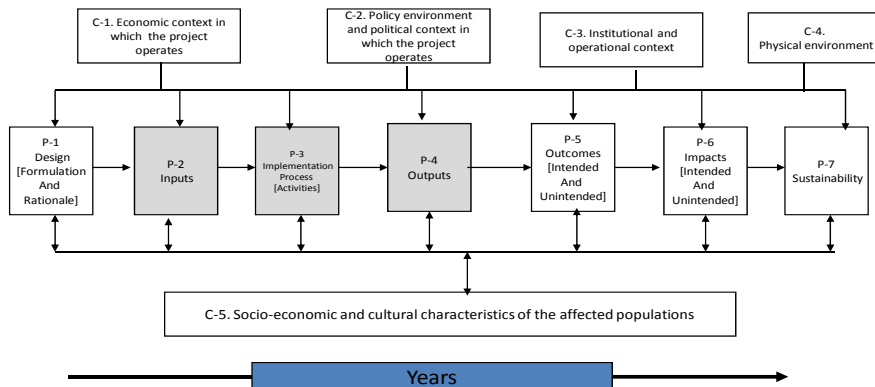 C-1. Economic context in
which the project
operates
C-2. Policy environment
and political context in
which the project
operates
C-3. Institutional and
operational context
C-4.
Physical environment
P-1
Design
[Formulation
And
Rationale]
P-2
Inputs
P-3
Implementation
Process
[Activities]
P-4
Outputs
P-5
Outcomes
[Intended
And
Unintended]
P-6
Impacts
[Intended
And
Unintended]
P-7
Sustainability
C-5. Socio-economic and cultural characteristics of the affected populations
Years